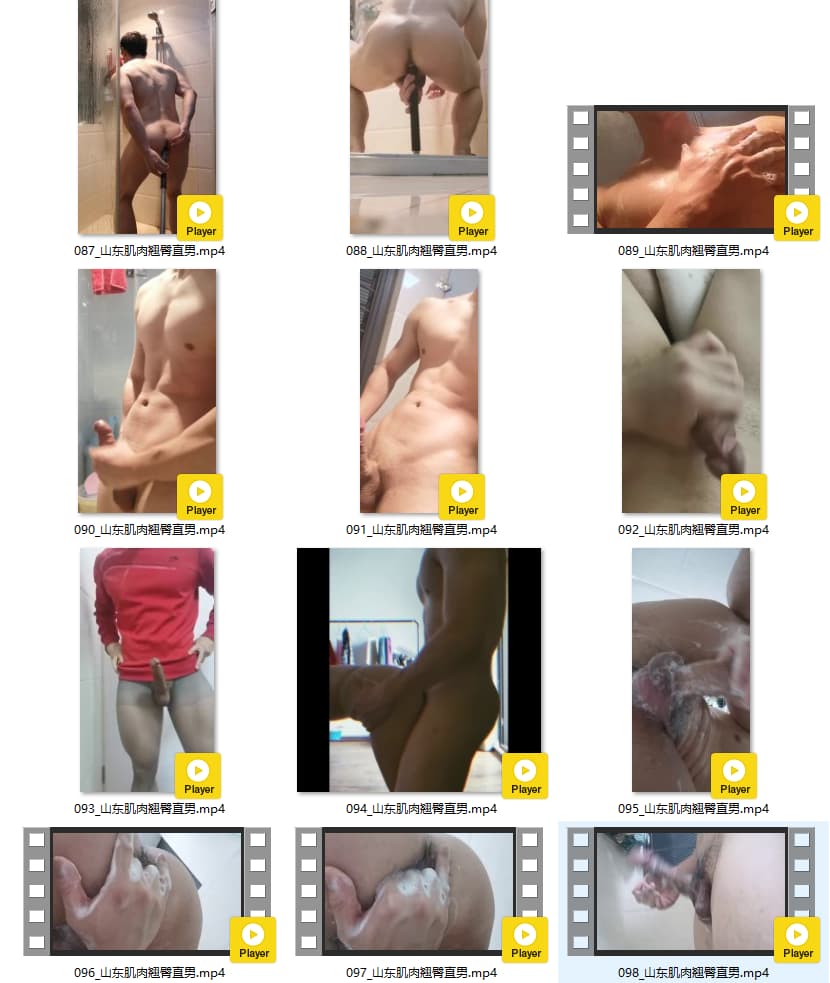 Player
Player
Player
087_山东肌肉翘臀直男.mp4
088_山东肌肉翘臀直男.mp4
089_山东肌肉翘臀直男.mp4
Player
Player
Player
090_山东肌肉翘臀直男.mp4
091_山东肌肉翘臀直男.mp4
092_山东肌肉翘臀直男.mp4
Player
Player
Player
093_山东肌肉翘臀直男.mp4
094_山东肌肉翘臀直男.mp4
095_山东肌肉翘臀直男.mp4
Player
Player
Player
096_山东肌肉翘臀直男.mp4
097_山东肌肉翘臀直男.mp4
098_山东肌肉翘臀直男.mp4